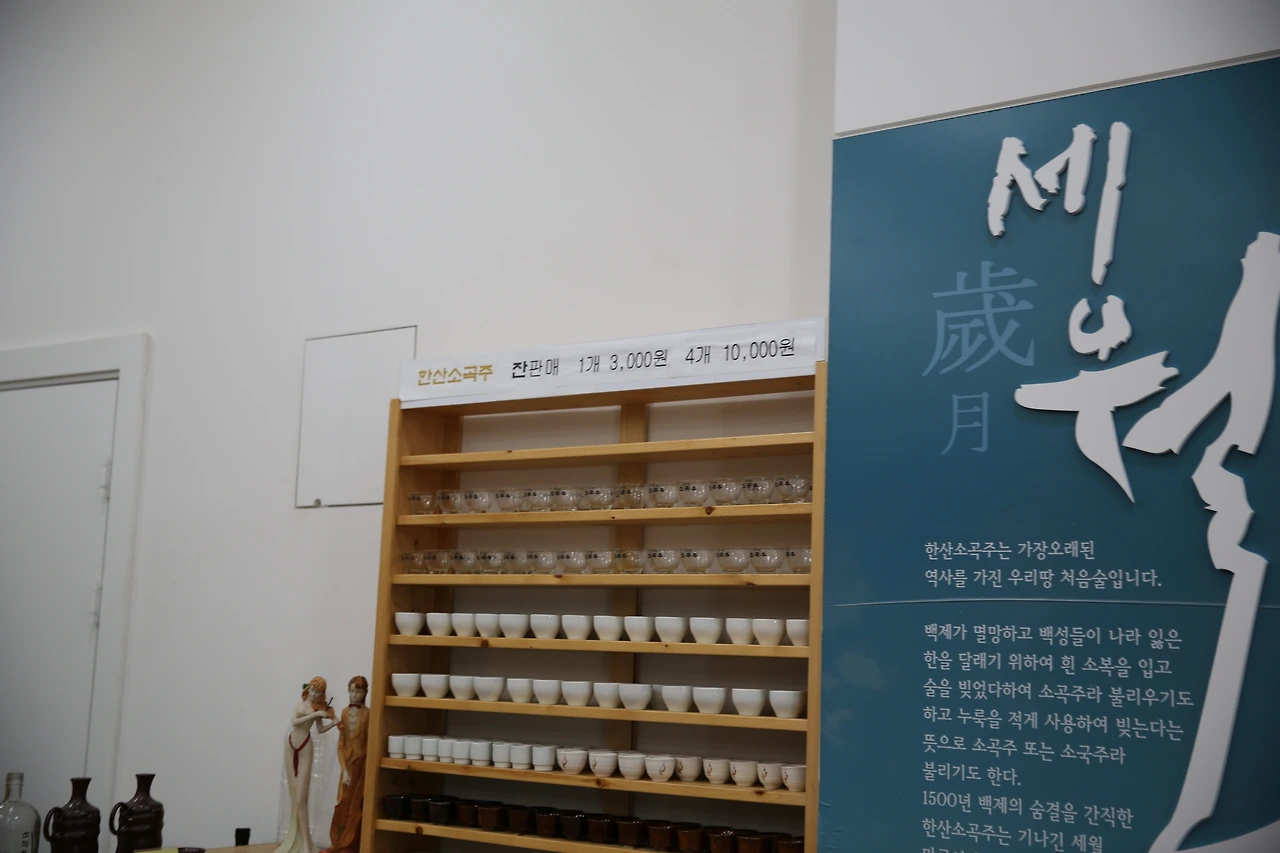 한산소곡주 잔판매 1개 3,000원 4개 10,000원
세월
歲
月
한산소곡주는 가장오래된
역사를 가진 우리땅 처음술입니다.
백제가 멸망하고 백성들이 나라 잃은
한을 달래기 위하여 흰 소복을 입고
술을 빚었다하여 소곡주라 불리우기도
하고 누룩을 적게 사용하여 빚는다는
뜻으로 소곡주 또는 소국주라
불리기도 한다.
1500년 백제의 숨결을 간직한
한산소곡주는 기나긴 세월